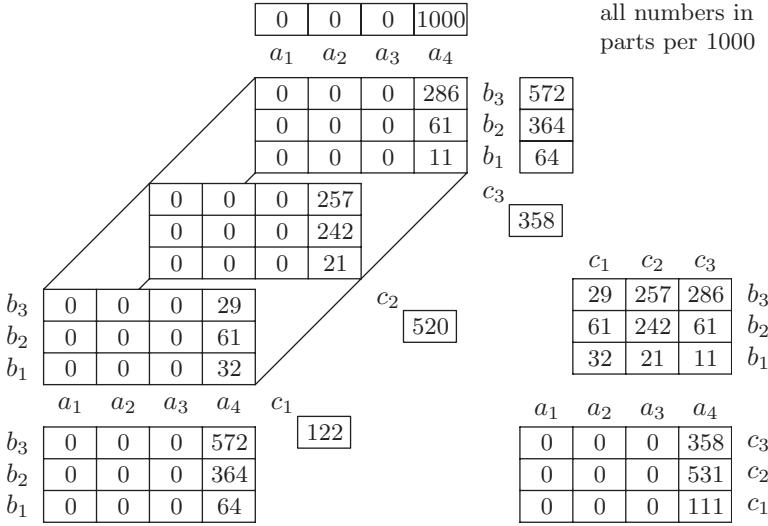 0 0 0 1000
all numbers in
parts per 1000
a1 a2 a3 a4
0 0 0 286 b3 572
0 0 0 61 b2 364
0 0 0 11 b1 64
c3
358
0 0 0 257
0 0 0 242
0 0 0 21
c2
520
b3 0 0 0 29
b2 0 0 0 61
b1 0 0 0 32
a1 a2 a3 a4 c1
122
c1 c2 c3
29 257 286 b3
61 242 61 b2
32 21 11 b1
b3 0 0 0 572
b2 0 0 0 364
b1 0 0 0 64
a1 a2 a3 a4
0 0 0 358 c3
0 0 0 531 c2
0 0 0 111 c1